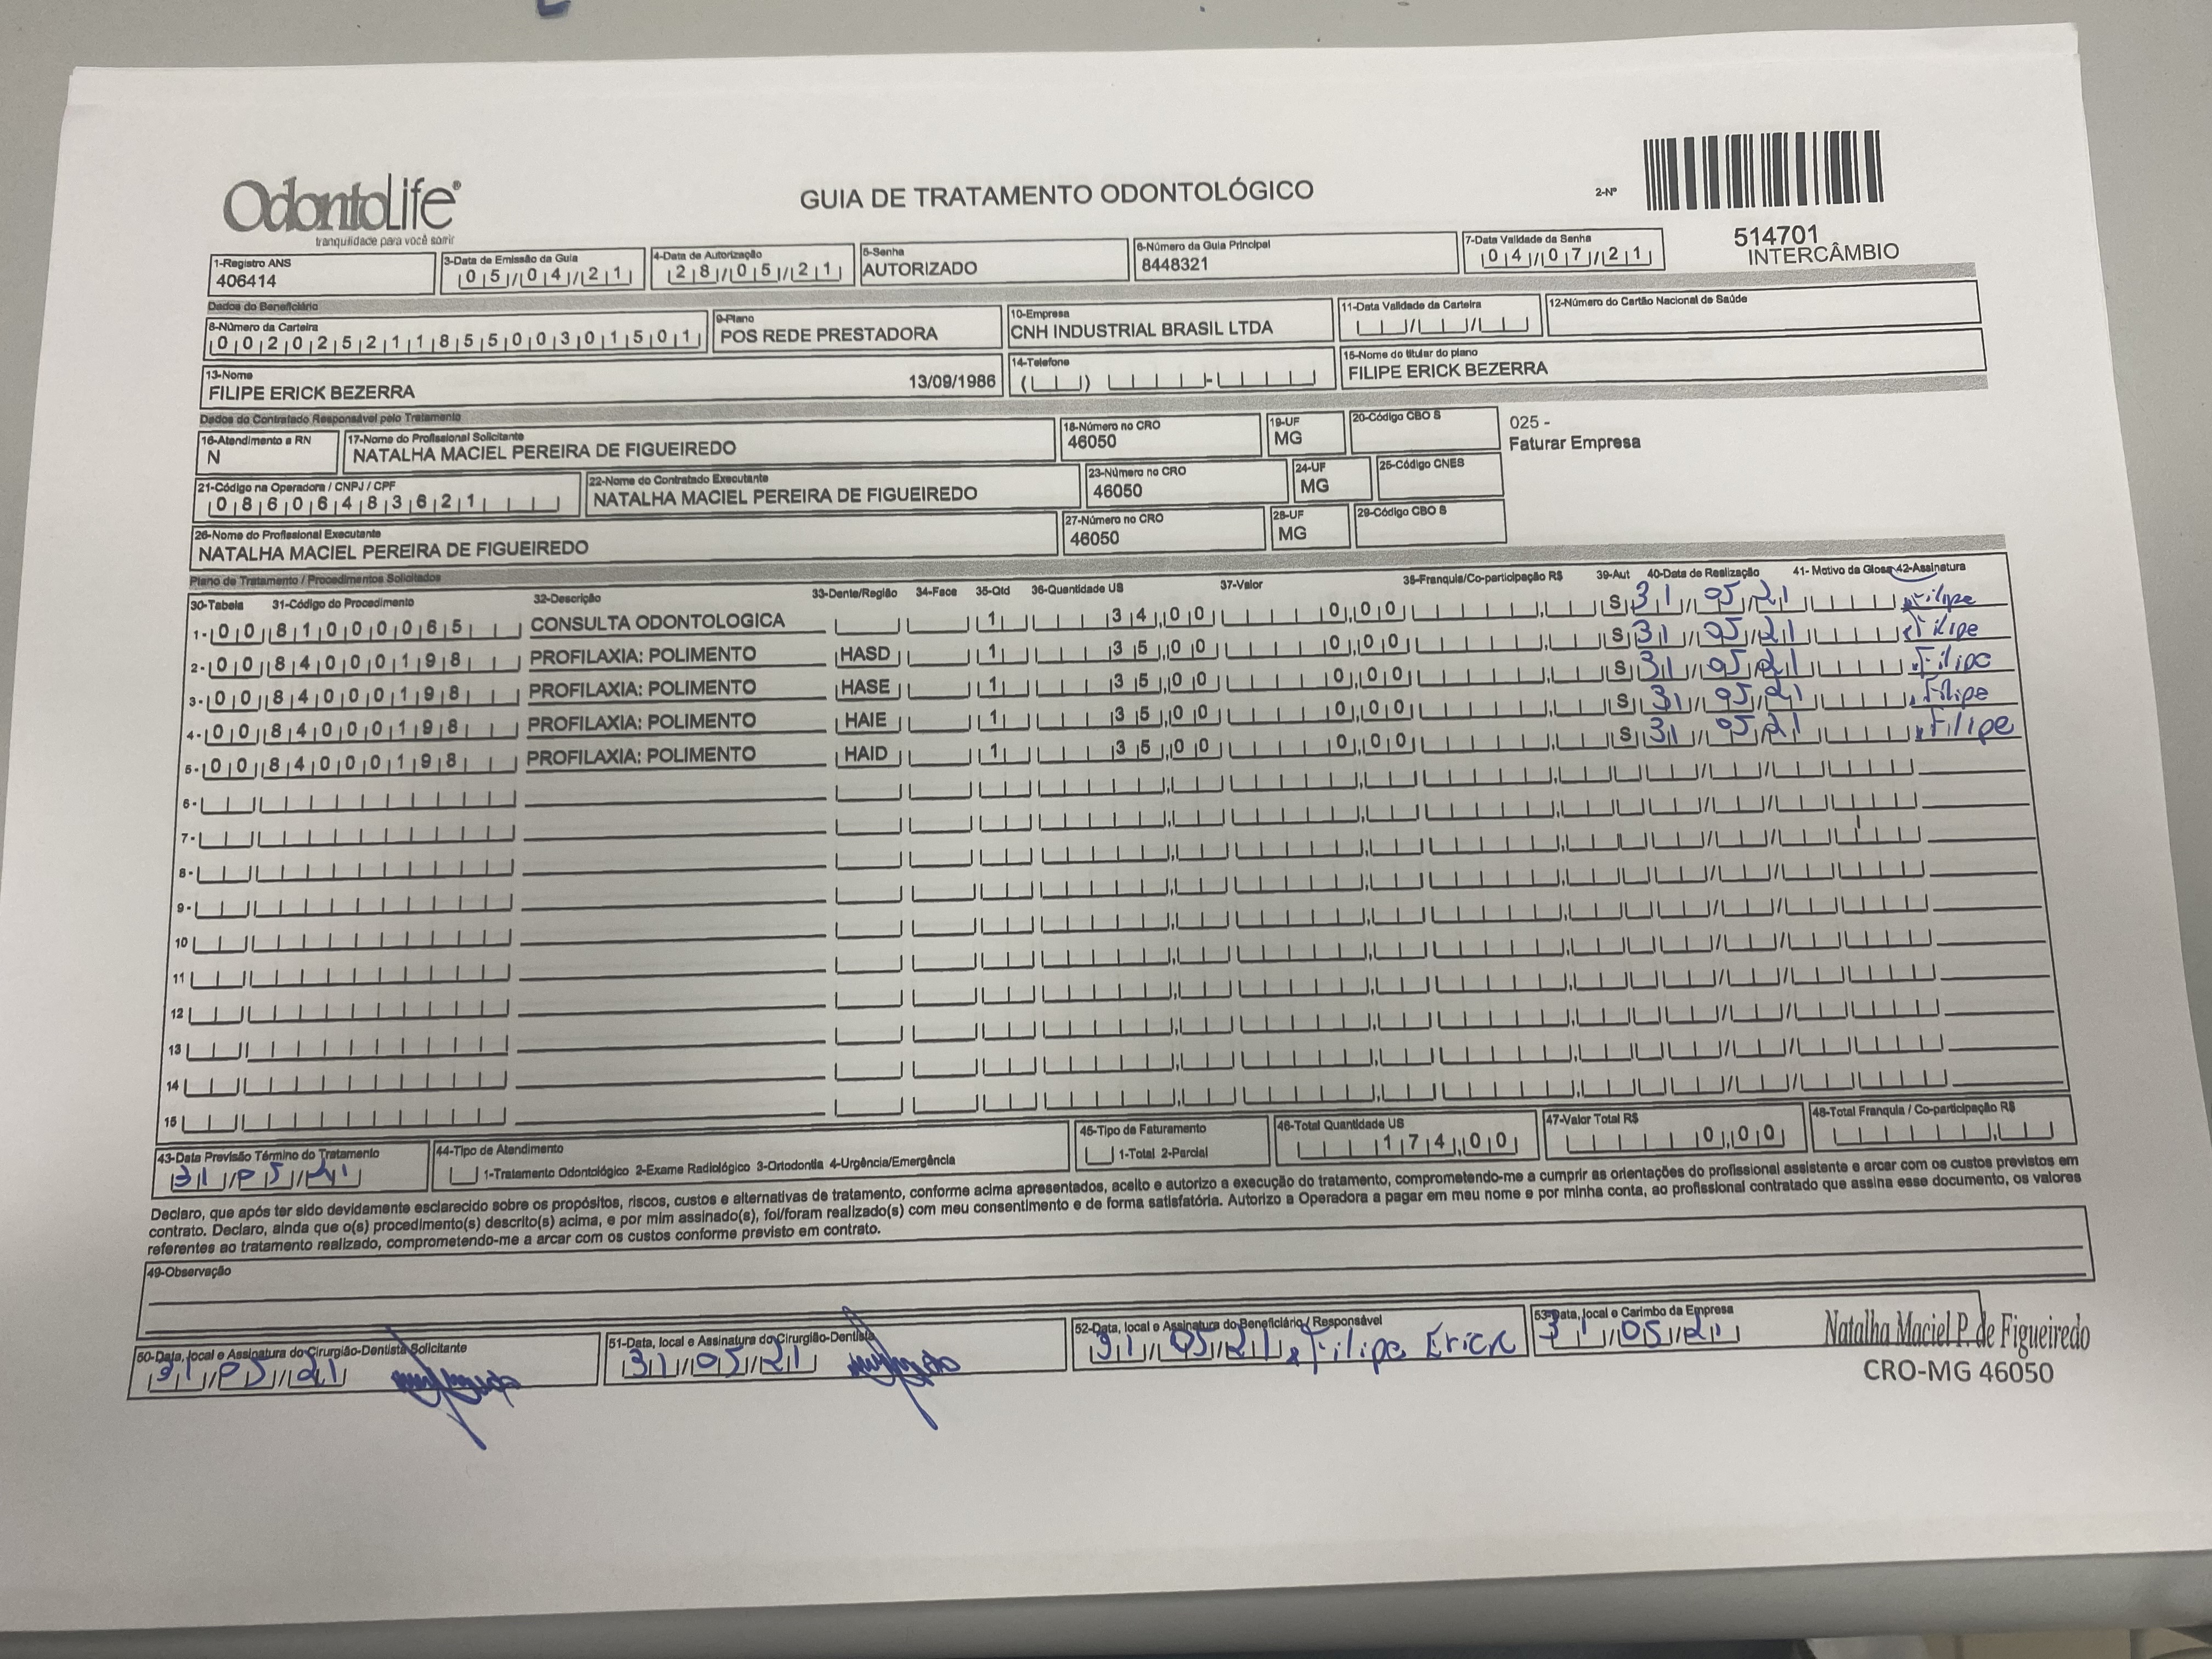 OdontoLife®
tranquilidade para você sorrir
GUIA DE TRATAMENTO ODONTOLÓGICO
2-Nº
514701
INTERCÂMBIO
1-Registro ANS
406414
3-Data de Emissão da Guia
05/04/21
4-Data de Autorização
28/05/21
5-Senha
AUTORIZADO
6-Número da Guia Principal
8448321
7-Data Validade da Senha
04/07/21
Dados do Beneficiário
8-Número da Carteira
00202521185500301501
9-Plano
POS REDE PRESTADORA
10-Empresa
CNH INDUSTRIAL BRASIL LTDA
11-Data Validade da Carteira
12-Número do Cartão Nacional de Saúde
13-Nome
FILIPE ERICK BEZERRA 13/09/1986
14-Telefone
15-Nome do titular do plano
FILIPE ERICK BEZERRA
Dados do Contratado Responsável pelo Tratamento
16-Atendimento a RN
N
17-Nome do Profissional Solicitante
NATALHA MACIEL PEREIRA DE FIGUEIREDO
18-Número no CRO
46050
19-UF
MG
20-Código CBO S
025 -
Faturar Empresa
21-Código na Operadora / CNPJ / CPF
08606483621
22-Nome do Contratado Executante
NATALHA MACIEL PEREIRA DE FIGUEIREDO
23-Número no CRO
46050
24-UF
MG
25-Código CNES
26-Nome do Profissional Executante
NATALHA MACIEL PEREIRA DE FIGUEIREDO
27-Número no CRO
46050
28-UF
MG
29-Código CBO S
Plano de Tratamento / Procedimentos Solicitados
30-Tabela 31-Código do Procedimento 32-Descrição 33-Dente/Região 34-Face 35-Qtd 36-Quantidade US 37-Valor 38-Franquia/Co-participação R$ 39-Aut 40-Data de Realização 41- Motivo da Glosa 42-Assinatura
1- 00 81000065 CONSULTA ODONTOLOGICA 1 34,00 0,00 S 31/05/21 Filipe
2- 00 84000198 PROFILAXIA: POLIMENTO HASD 1 35,00 0,00 S 31/05/21 Filipe
3- 00 84000198 PROFILAXIA: POLIMENTO HASE 1 35,00 0,00 S 31/05/21 Filipe
4- 00 84000198 PROFILAXIA: POLIMENTO HAIE 1 35,00 0,00 S 31/05/21 Filipe
5- 00 84000198 PROFILAXIA: POLIMENTO HAID 1 35,00 0,00 S 31/05/21 Filipe
6-
7-
8-
9-
10
11
12
13
14
15
43-Data Previsão Término do Tratamento
31/05/21
44-Tipo de Atendimento
1-Tratamento Odontológico 2-Exame Radiológico 3-Ortodontia 4-Urgência/Emergência
45-Tipo de Faturamento
1-Total 2-Parcial
46-Total Quantidade US
174,00
47-Valor Total R$
0,00
48-Total Franquia / Co-participação R$
Declaro, que após ter sido devidamente esclarecido sobre os propósitos, riscos, custos e alternativas de tratamento, conforme acima apresentados, aceito e autorizo a execução do tratamento, comprometendo-me a cumprir as orientações do profissional assistente e arcar com os custos previstos em
contrato. Declaro, ainda que o(s) procedimento(s) descrito(s) acima, e por mim assinado(s), foi/foram realizado(s) com meu consentimento e de forma satisfatória. Autorizo a Operadora a pagar em meu nome e por minha conta, ao profissional contratado que assina esse documento, os valores
referentes ao tratamento realizado, comprometendo-me a arcar com os custos conforme previsto em contrato.
49-Observação
50-Data, local e Assinatura do Cirurgião-Dentista Solicitante
31/05/21
51-Data, local e Assinatura do Cirurgião-Dentista
31/05/21
52-Data, local e Assinatura do Beneficiário / Responsável
31/05/21 Filipe Erick
53-Data, local e Carimbo da Empresa
31/05/21
Natalha Maciel P. de Figueiredo
CRO-MG 46050